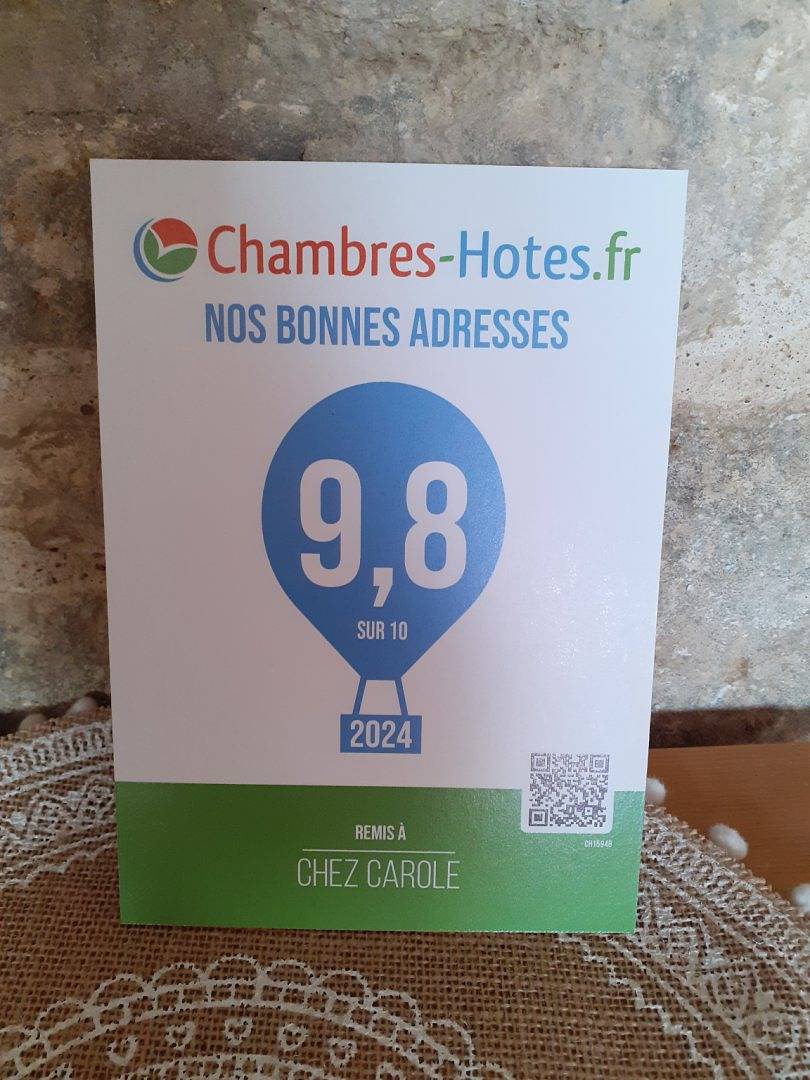 Chambres-Hotes.fr
NOS BONNES ADRESSES
9,8
SUR 10
2024
REMIS À
CHEZ CAROLE